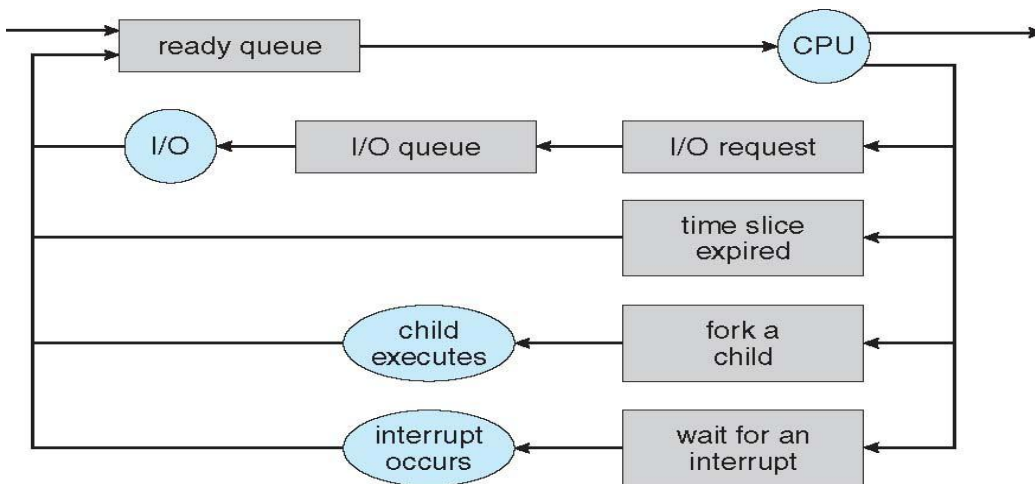 ready queue
CPU
I/O
I/O queue
I/O request
time slice
expired
child
executes
fork a
child
interrupt
occurs
wait for an
interrupt